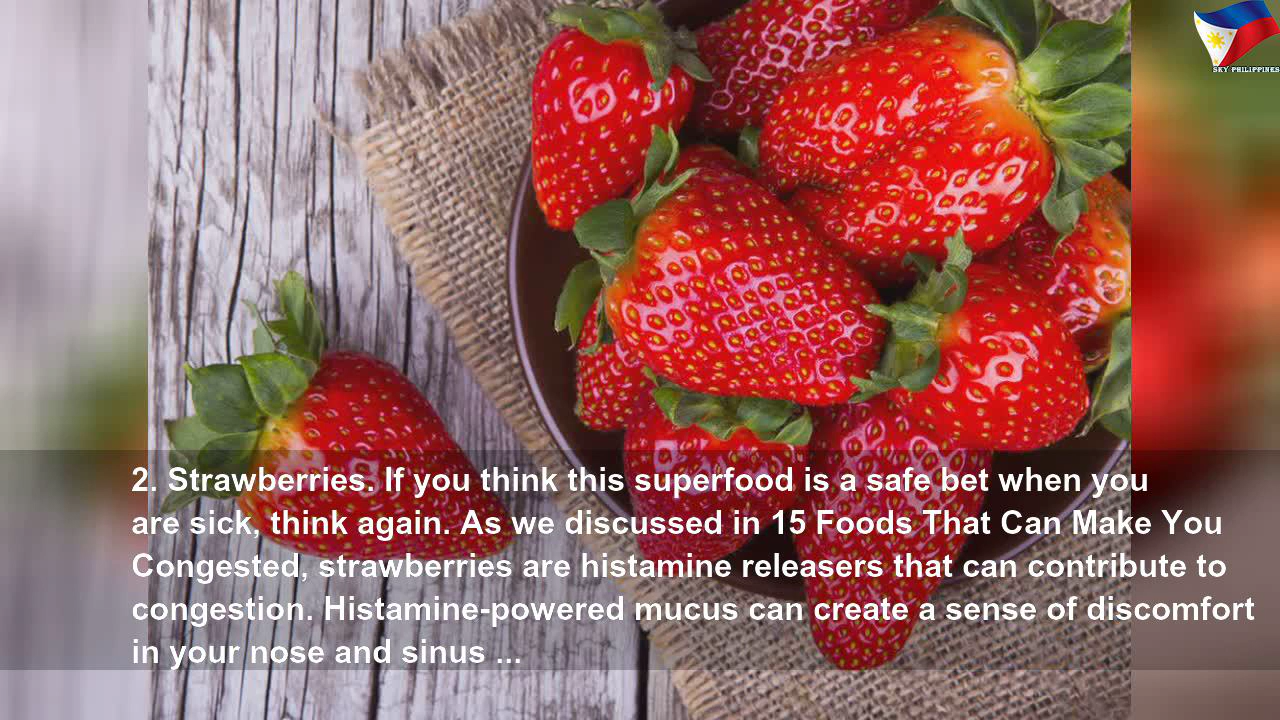 SKY PHILIPPINES
2. Strawberries. If you think this superfood is a safe bet when you
are sick, think again. As we discussed in 15 Foods That Can Make You
Congested, strawberries are histamine releasers that can contribute to
congestion. Histamine-powered mucus can create a sense of discomfort
in your nose and sinus ...